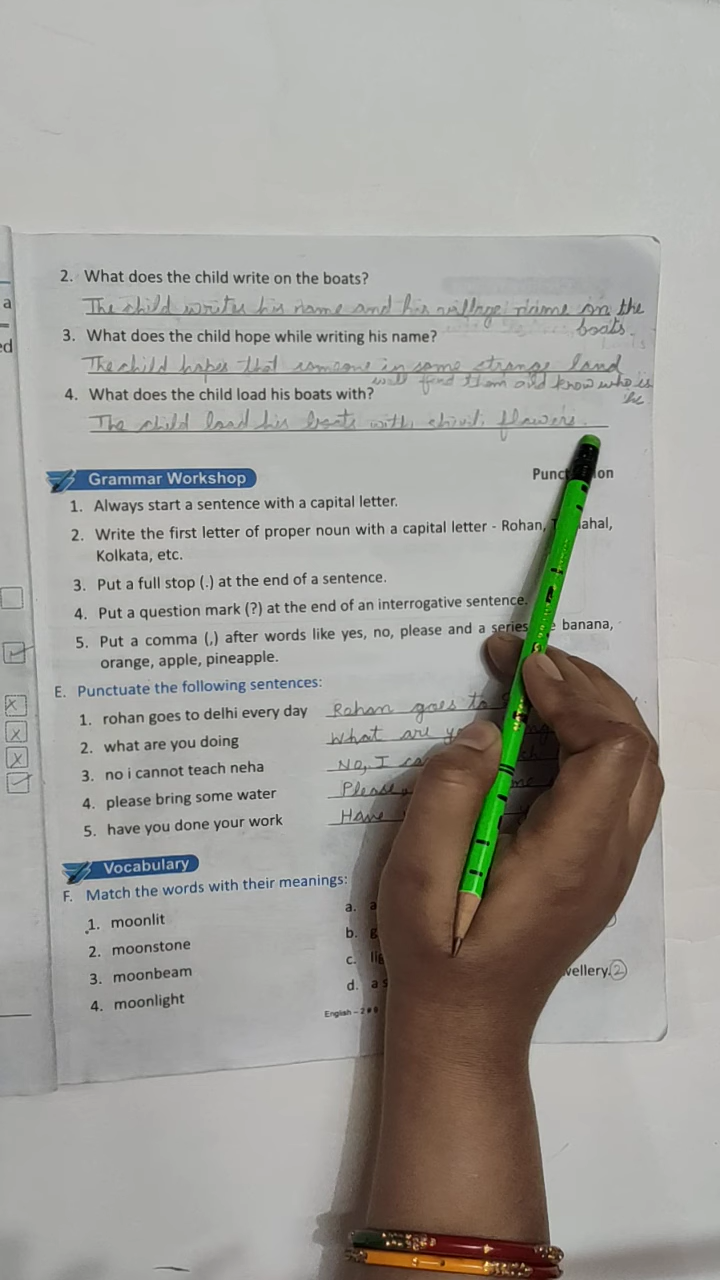 a
ed
2. What does the child write on the boats?
The child writes his name and his village name on the
boats.
3. What does the child hope while writing his name?
The child hopes that someone in some strange land
will find them and know who is
he
4. What does the child load his boats with?
The child load his boats with shiuli flowers.
Grammar Workshop
1. Always start a sentence with a capital letter.
2. Write the first letter of proper noun with a capital letter - Rohan,
Kolkata, etc.
3. Put a full stop (.) at the end of a sentence.
4. Put a question mark (?) at the end of an interrogative sentence.
5. Put a comma (,) after words like yes, no, please and a series banana,
orange, apple, pineapple.
E. Punctuate the following sentences:
1. rohan goes to delhi every day Rohan goes to
2. what are you doing What are
3. no i cannot teach neha No, I
4. please bring some water Please,
5. have you done your work Have
Vocabulary
F. Match the words with their meanings:
1. moonlit a.
2. moonstone b.
3. moonbeam c.
4. moonlight d. a
2
English - 2